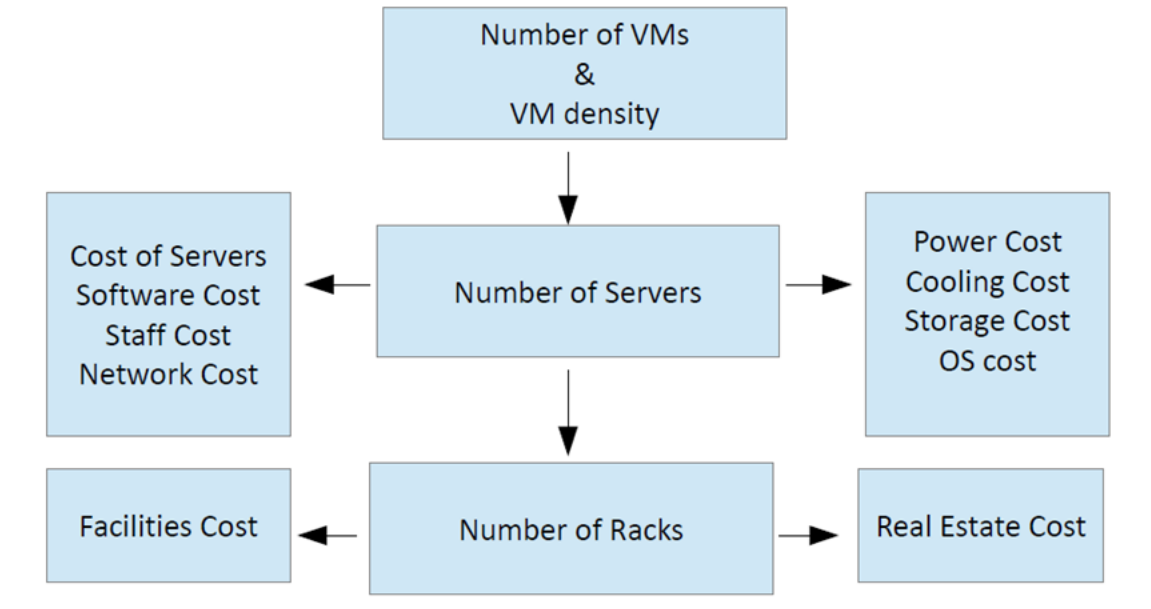 Number of VMs
&
VM density
Cost of Servers
Software Cost
Staff Cost
Network Cost
Number of Servers
Power Cost
Cooling Cost
Storage Cost
OS cost
Facilities Cost
Number of Racks
Real Estate Cost